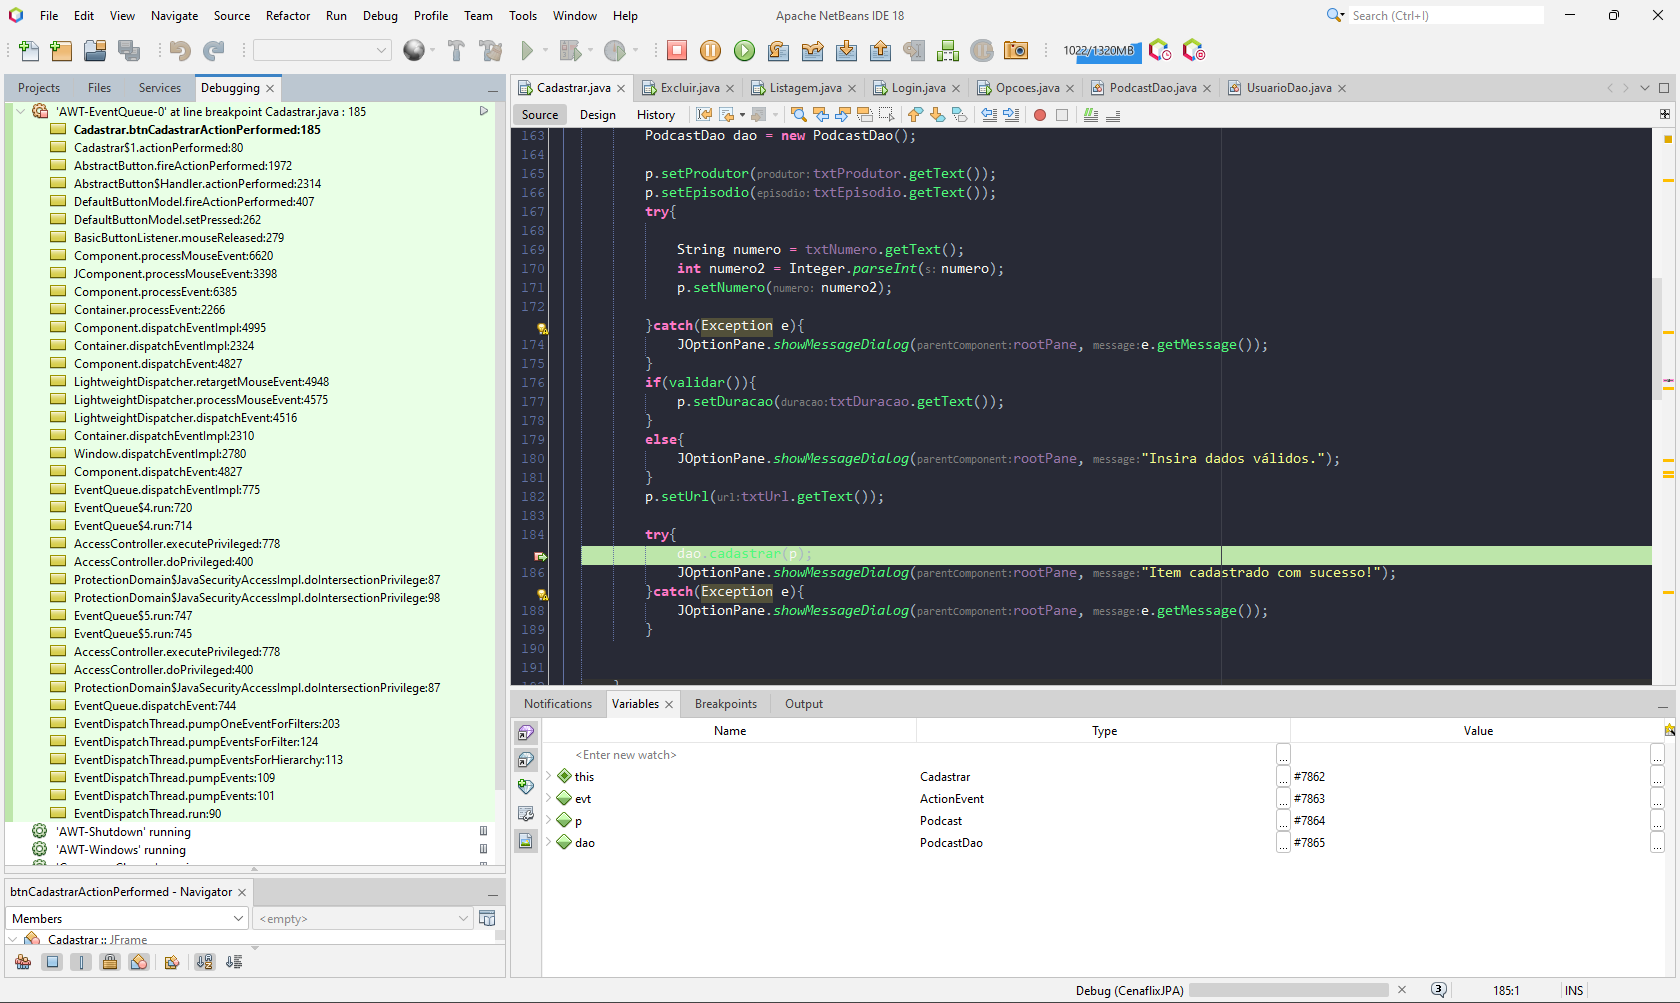 File Edit View Navigate Source Refactor Run Debug Profile Team Tools Window Help
Apache NetBeans IDE 18
Search (Ctrl+I)
1022/1320MB
Projects Files Services Debugging
'AWT-EventQueue-0' at line breakpoint Cadastrar.java : 185
Cadastrar.btnCadastrarActionPerformed:185
Cadastrar$1.actionPerformed:80
AbstractButton.fireActionPerformed:1972
AbstractButton$Handler.actionPerformed:2314
DefaultButtonModel.fireActionPerformed:407
DefaultButtonModel.setPressed:262
BasicButtonListener.mouseReleased:279
Component.processMouseEvent:6620
JComponent.processMouseEvent:3398
Component.processEvent:6385
Container.processEvent:2266
Component.dispatchEventImpl:4995
Container.dispatchEventImpl:2324
Component.dispatchEvent:4827
LightweightDispatcher.retargetMouseEvent:4948
LightweightDispatcher.processMouseEvent:4575
LightweightDispatcher.dispatchEvent:4516
Container.dispatchEventImpl:2310
Window.dispatchEventImpl:2780
Component.dispatchEvent:4827
EventQueue.dispatchEventImpl:775
EventQueue$4.run:720
EventQueue$4.run:714
AccessController.executePrivileged:778
AccessController.doPrivileged:400
ProtectionDomain$JavaSecurityAccessImpl.doIntersectionPrivilege:87
ProtectionDomain$JavaSecurityAccessImpl.doIntersectionPrivilege:98
EventQueue$5.run:747
EventQueue$5.run:745
AccessController.executePrivileged:778
AccessController.doPrivileged:400
ProtectionDomain$JavaSecurityAccessImpl.doIntersectionPrivilege:87
EventQueue.dispatchEvent:744
EventDispatchThread.pumpOneEventForFilters:203
EventDispatchThread.pumpEventsForFilter:124
EventDispatchThread.pumpEventsForHierarchy:113
EventDispatchThread.pumpEvents:109
EventDispatchThread.pumpEvents:101
EventDispatchThread.run:90
'AWT-Shutdown' running
'AWT-Windows' running
btnCadastrarActionPerformed - Navigator
Members <empty>
Cadastrar :: JFrame
Cadastrar.java Excluir.java Listagem.java Login.java Opcoes.java PodcastDao.java UsuarioDao.java
Source Design History
163 PodcastDao dao = new PodcastDao();
164
165 p.setProdutor(produtor: txtProdutor.getText());
166 p.setEpisodio(episodio: txtEpisodio.getText());
167 try{
168
169 String numero = txtNumero.getText();
170 int numero2 = Integer.parseInt(s: numero);
171 p.setNumero(numero: numero2);
172
}catch(Exception e){
174 JOptionPane.showMessageDialog(parentComponent: rootPane, message: e.getMessage());
175 }
176 if(validar()){
177 p.setDuracao(duracao: txtDuracao.getText());
178 }
179 else{
180 JOptionPane.showMessageDialog(parentComponent: rootPane, message: "Insira dados válidos.");
181 }
182 p.setUrl(url: txtUrl.getText());
183
184 try{
dao.cadastrar(p);
186 JOptionPane.showMessageDialog(parentComponent: rootPane, message: "Item cadastrado com sucesso!");
}catch(Exception e){
188 JOptionPane.showMessageDialog(parentComponent: rootPane, message: e.getMessage());
189 }
190
191
Notifications Variables Breakpoints Output
Name Type Value
<Enter new watch> ... ...
this Cadastrar ... #7862 ...
evt ActionEvent ... #7863 ...
p Podcast ... #7864 ...
dao PodcastDao ... #7865 ...
Debug (CenaflixJPA) 3 185:1 INS